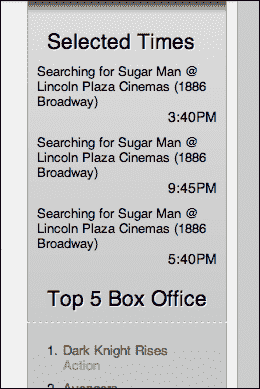 Selected Times
Searching for Sugar Man @
Lincoln Plaza Cinemas (1886
Broadway)
3:40PM
Searching for Sugar Man @
Lincoln Plaza Cinemas (1886
Broadway)
9:45PM
Searching for Sugar Man @
Lincoln Plaza Cinemas (1886
Broadway)
5:40PM
Top 5 Box Office
1. Dark Knight Rises
Action
2. Avengers